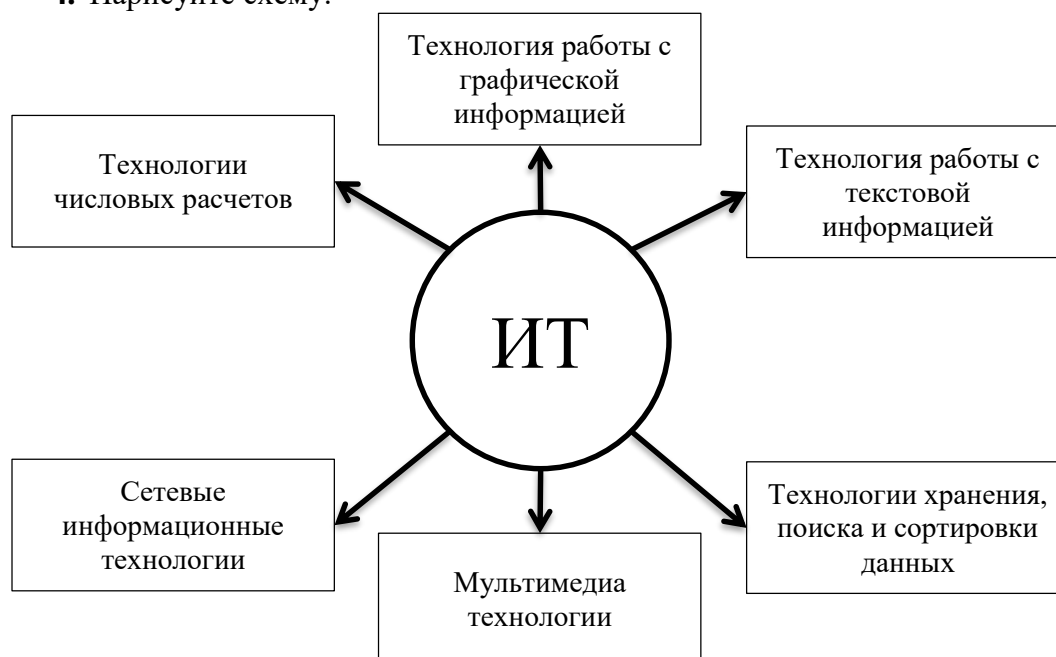 Нарисуйте схему:
Технология работы с
графической
информацией
Технологии
числовых расчетов
Технология работы с
текстовой
информацией
ИТ
Сетевые
информационные
технологии
Технологии хранения,
поиска и сортировки
данных
Мультимедиа
технологии